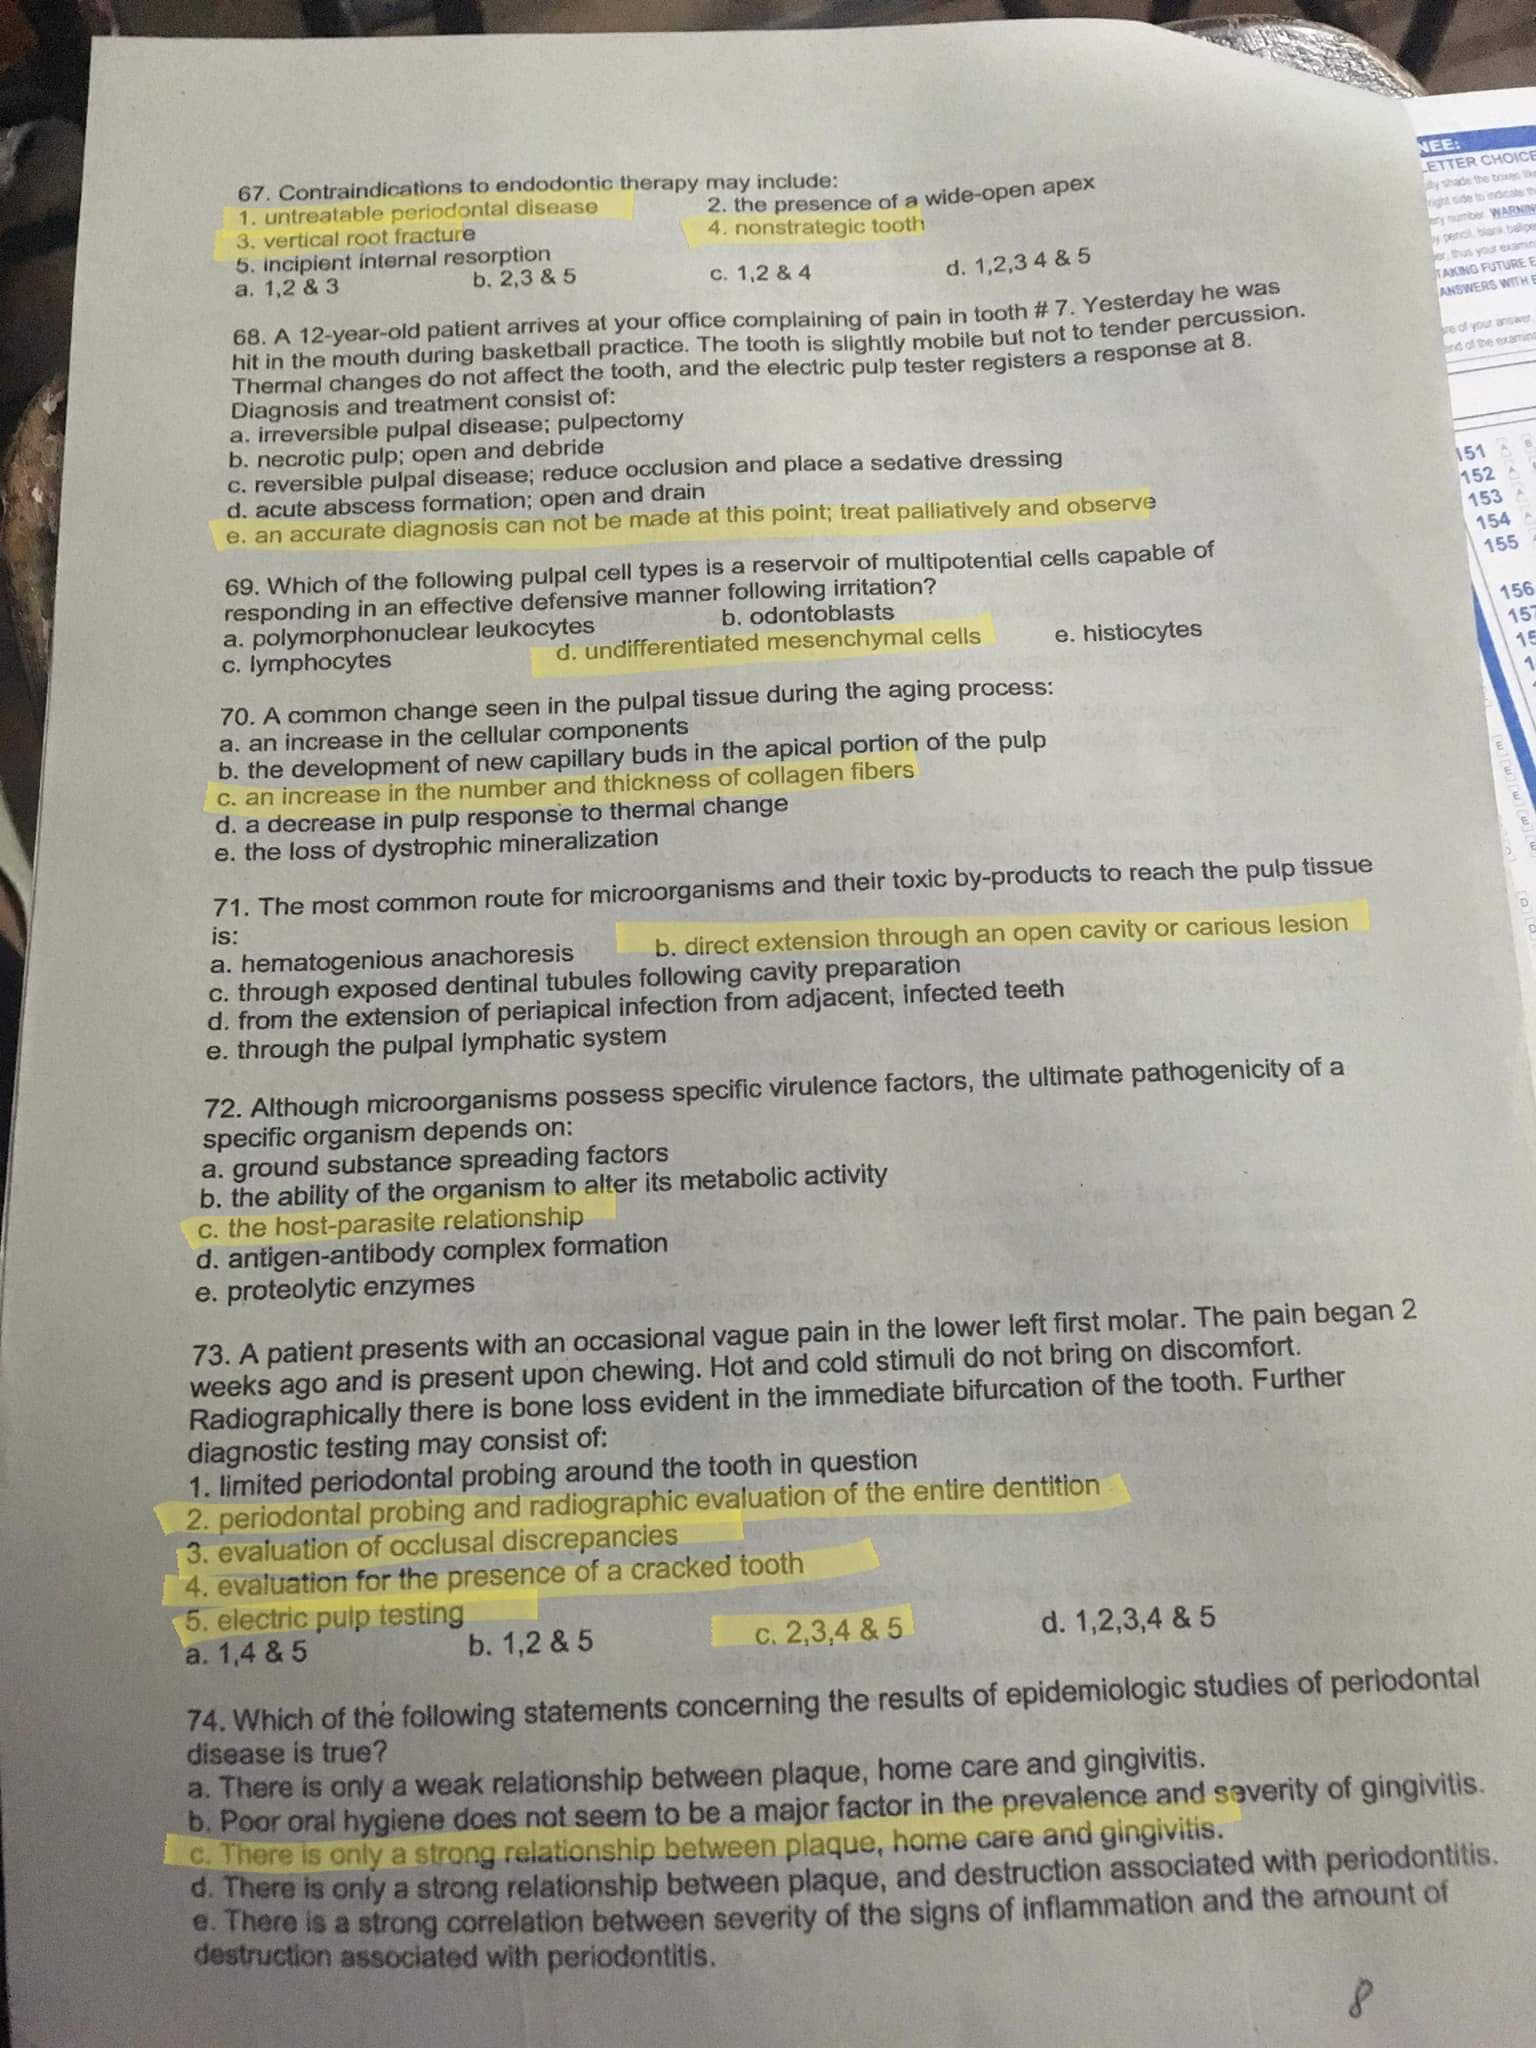 67. Contraindications to endodontic therapy may include:
1. untreatable periodontal disease 2. the presence of a wide-open apex
3. vertical root fracture 4. nonstrategic tooth
5. incipient internal resorption
a. 1,2 & 3 b. 2,3 & 5 c. 1,2 & 4 d. 1,2,3 4 & 5
68. A 12-year-old patient arrives at your office complaining of pain in tooth # 7. Yesterday he was
hit in the mouth during basketball practice. The tooth is slightly mobile but not to tender percussion.
Thermal changes do not affect the tooth, and the electric pulp tester registers a response at 8.
Diagnosis and treatment consist of:
a. irreversible pulpal disease; pulpectomy
b. necrotic pulp; open and debride
c. reversible pulpal disease; reduce occlusion and place a sedative dressing
d. acute abscess formation; open and drain
e. an accurate diagnosis can not be made at this point; treat palliatively and observe
69. Which of the following pulpal cell types is a reservoir of multipotential cells capable of
responding in an effective defensive manner following irritation?
a. polymorphonuclear leukocytes b. odontoblasts
c. lymphocytes d. undifferentiated mesenchymal cells e. histiocytes
70. A common change seen in the pulpal tissue during the aging process:
a. an increase in the cellular components
b. the development of new capillary buds in the apical portion of the pulp
c. an increase in the number and thickness of collagen fibers
d. a decrease in pulp response to thermal change
e. the loss of dystrophic mineralization
71. The most common route for microorganisms and their toxic by-products to reach the pulp tissue
is:
a. hematogenious anachoresis b. direct extension through an open cavity or carious lesion
c. through exposed dentinal tubules following cavity preparation
d. from the extension of periapical infection from adjacent, infected teeth
e. through the pulpal lymphatic system
72. Although microorganisms possess specific virulence factors, the ultimate pathogenicity of a
specific organism depends on:
a. ground substance spreading factors
b. the ability of the organism to alter its metabolic activity
c. the host-parasite relationship
d. antigen-antibody complex formation
e. proteolytic enzymes
73. A patient presents with an occasional vague pain in the lower left first molar. The pain began 2
weeks ago and is present upon chewing. Hot and cold stimuli do not bring on discomfort.
Radiographically there is bone loss evident in the immediate bifurcation of the tooth. Further
diagnostic testing may consist of:
1. limited periodontal probing around the tooth in question
2. periodontal probing and radiographic evaluation of the entire dentition
3. evaluation of occlusal discrepancies
4. evaluation for the presence of a cracked tooth
5. electric pulp testing
a. 1,4 & 5 b. 1,2 & 5 c. 2,3,4 & 5 d. 1,2,3,4 & 5
74. Which of the following statements concerning the results of epidemiologic studies of periodontal
disease is true?
a. There is only a weak relationship between plaque, home care and gingivitis.
b. Poor oral hygiene does not seem to be a major factor in the prevalence and severity of gingivitis.
c. There is only a strong relationship between plaque, home care and gingivitis.
d. There is only a strong relationship between plaque, and destruction associated with periodontitis.
e. There is a strong correlation between severity of the signs of inflammation and the amount of
destruction associated with periodontitis.
8
NEE:
LETTER CHOICE
WARNIN
TAKING FUTURE E
ANSWERS WITH E
151
152
153
154
155
156